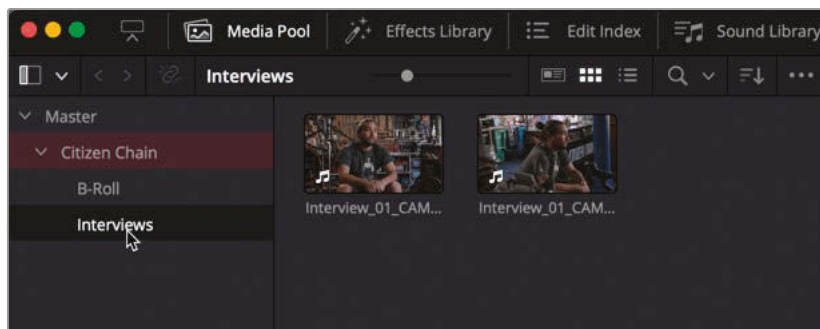 Media Pool Effects Library Edit Index Sound Library
Interviews
Master
Citizen Chain
B-Roll
Interviews
Interview_01_CAM... Interview_01_CAM...